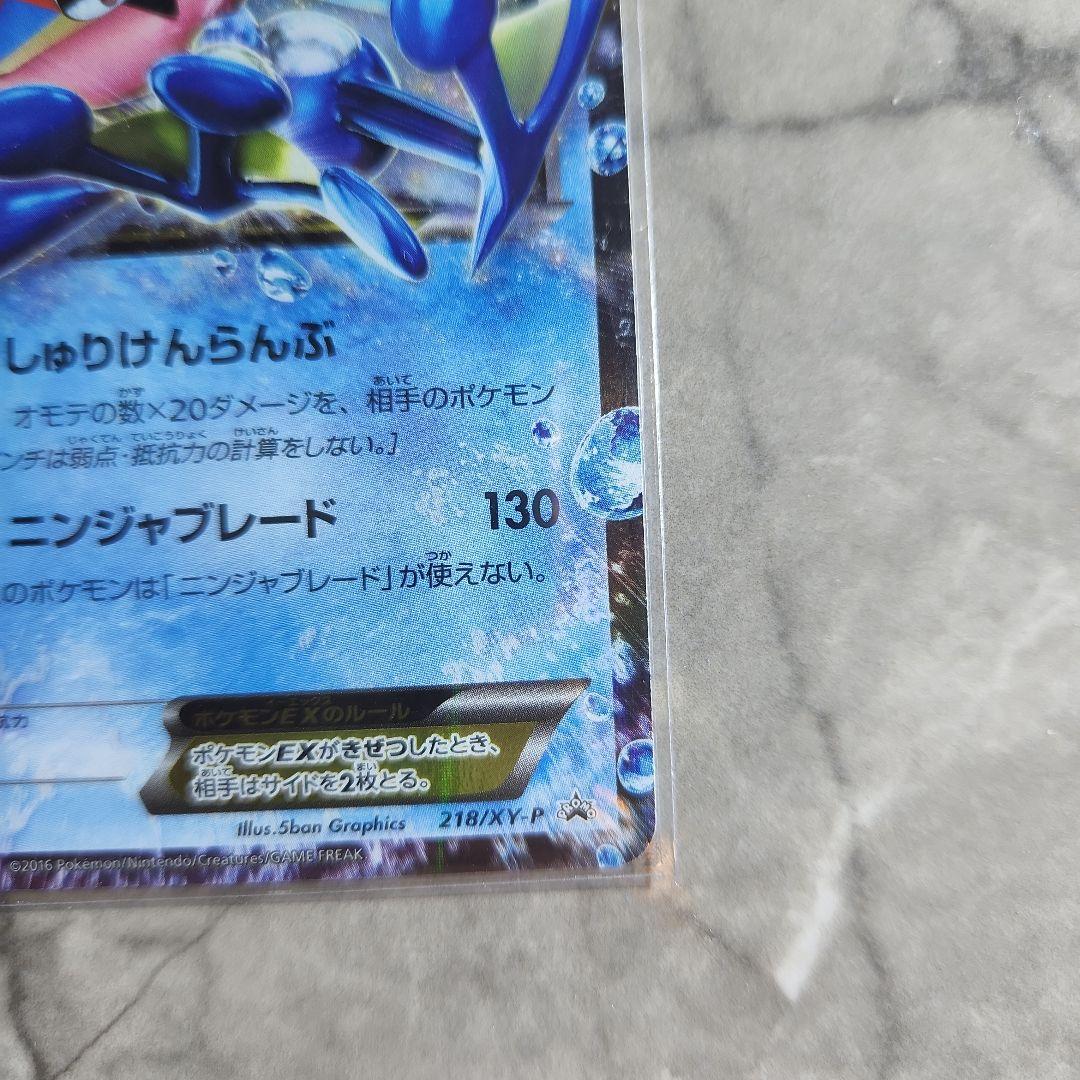 しゅりけんらんぶ
オモテの数×20ダメージを、相手のポケモン
ンチは弱点・抵抗力の計算をしない。]
ニンジャブレード 130
のポケモンは「ニンジャブレード」が使えない。
抗力
ポケモンEXのルール
ポケモンEXがきぜつしたとき、
相手はサイドを2枚とる。
Illus.5ban Graphics 218/XY-P PROMO
©2016 Pokémon/Nintendo/Creatures/GAME FREAK